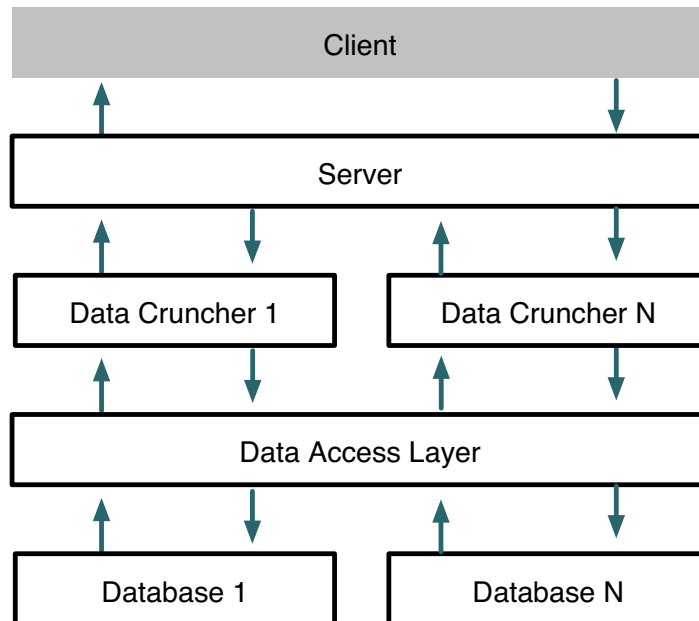 Client
Server
Data Cruncher 1
Data Cruncher N
Data Access Layer
Database 1
Database N